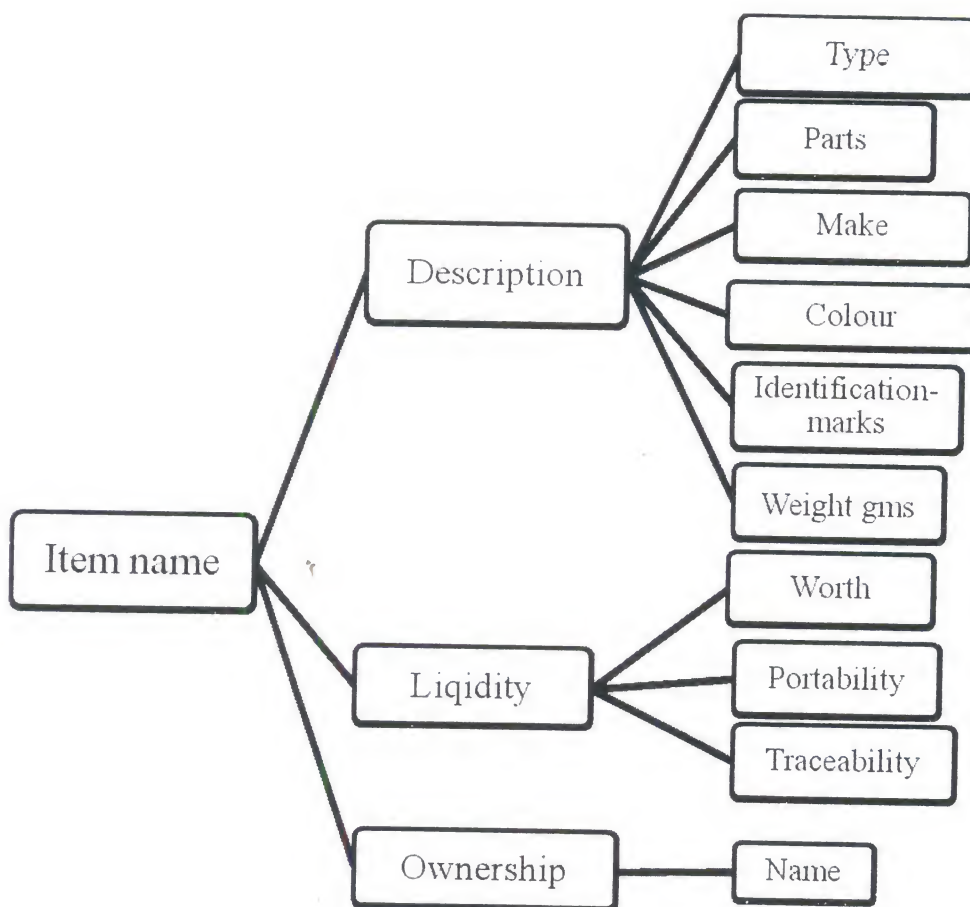 Type
Parts
Make
Description
Colour
Identification-
marks
Weight gms
Item name
Worth
Liqidity
Portability
Traceability
Ownership
Name